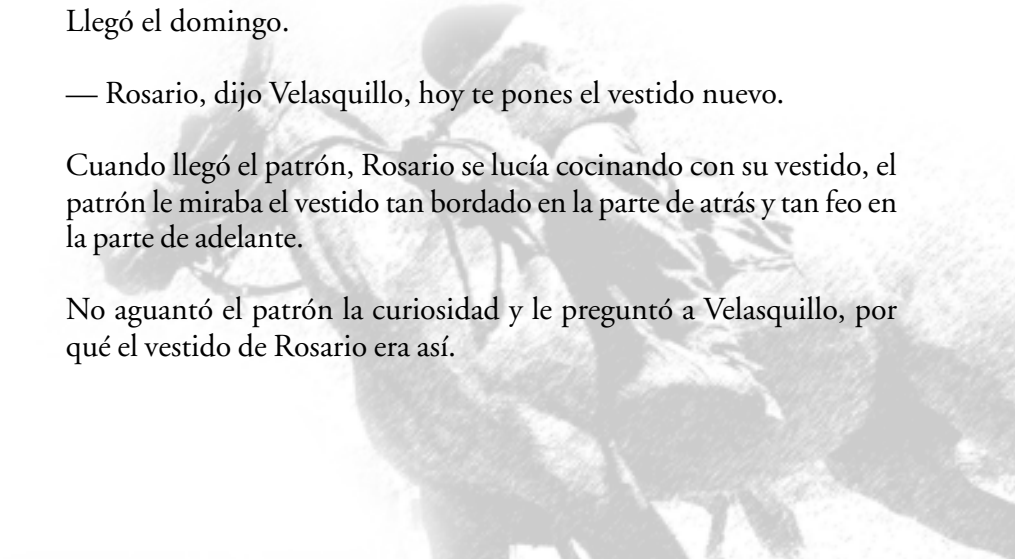 Llegó el domingo.
— Rosario, dijo Velasquillo, hoy te pones el vestido nuevo.
Cuando llegó el patrón, Rosario se lucía cocinando con su vestido, el
patrón le miraba el vestido tan bordado en la parte de atrás y tan feo en
la parte de adelante.
No aguantó el patrón la curiosidad y le preguntó a Velasquillo, por
qué el vestido de Rosario era así.